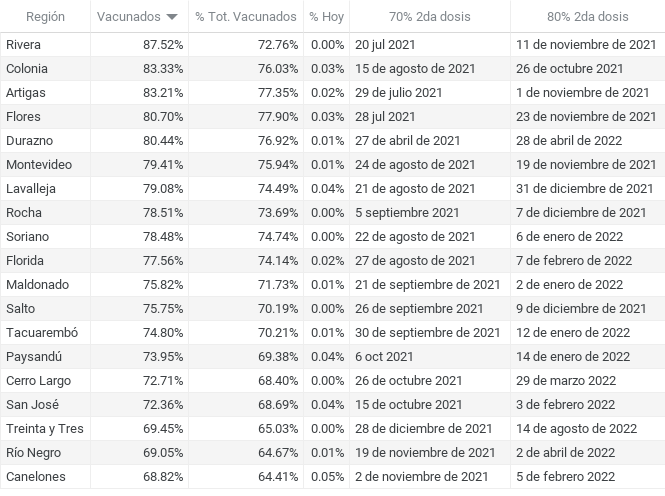 Región Vacunados % Tot. Vacunados % Hoy 70% 2da dosis 80% 2da dosis
Rivera 87.52% 72.76% 0.00% 20 jul 2021 11 de noviembre de 2021
Colonia 83.33% 76.03% 0.03% 15 de agosto de 2021 26 de octubre 2021
Artigas 83.21% 77.35% 0.02% 29 de julio 2021 1 de noviembre de 2021
Flores 80.70% 77.90% 0.03% 28 jul 2021 23 de noviembre de 2021
Durazno 80.44% 76.92% 0.01% 27 de abril de 2021 28 de abril de 2022
Montevideo 79.41% 75.94% 0.01% 24 de agosto de 2021 19 de noviembre de 2021
Lavalleja 79.08% 74.49% 0.04% 21 de agosto de 2021 31 de diciembre de 2021
Rocha 78.51% 73.69% 0.00% 5 septiembre 2021 7 de diciembre de 2021
Soriano 78.48% 74.74% 0.00% 22 de agosto de 2021 6 de enero de 2022
Florida 77.56% 74.14% 0.02% 27 de agosto de 2021 7 de febrero de 2022
Maldonado 75.82% 71.73% 0.01% 21 de septiembre de 2021 2 de enero de 2022
Salto 75.75% 70.19% 0.00% 26 de septiembre 2021 9 de diciembre de 2021
Tacuarembó 74.80% 70.21% 0.01% 30 de septiembre de 2021 12 de enero de 2022
Paysandú 73.95% 69.38% 0.04% 6 oct 2021 14 de enero de 2022
Cerro Largo 72.71% 68.40% 0.00% 26 de octubre de 2021 29 de marzo 2022
San José 72.36% 68.69% 0.04% 15 de octubre 2021 3 de febrero de 2022
Treinta y Tres 69.45% 65.03% 0.00% 28 de diciembre de 2021 14 de agosto de 2022
Río Negro 69.05% 64.67% 0.01% 19 de noviembre de 2021 2 de abril de 2022
Canelones 68.82% 64.41% 0.05% 2 de noviembre de 2021 5 de febrero de 2022